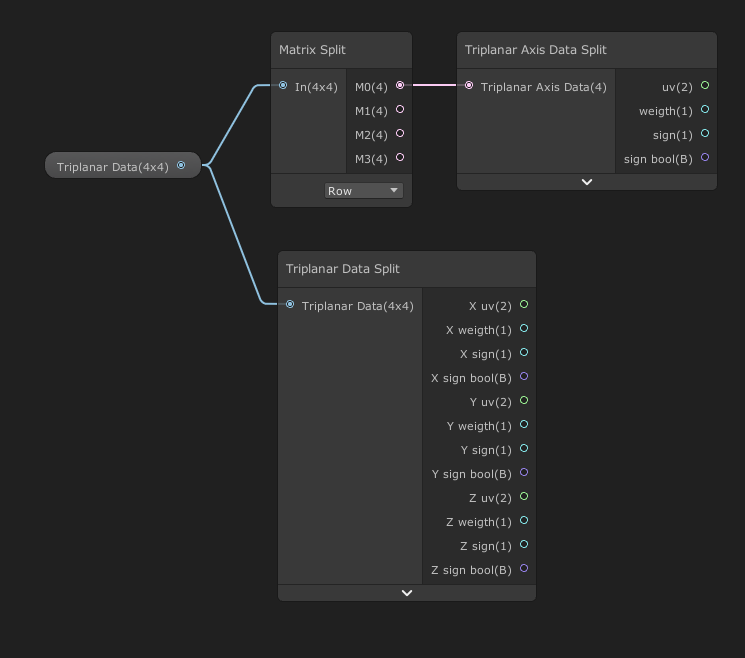 Matrix Split
In(4x4)
M0(4)
M1(4)
M2(4)
M3(4)
Row
Triplanar Axis Data Split
Triplanar Axis Data(4)
uv(2)
weigth(1)
sign(1)
sign bool(B)
Triplanar Data(4x4)
Triplanar Data Split
Triplanar Data(4x4)
X uv(2)
X weigth(1)
X sign(1)
X sign bool(B)
Y uv(2)
Y weigth(1)
Y sign(1)
Y sign bool(B)
Z uv(2)
Z weigth(1)
Z sign(1)
Z sign bool(B)